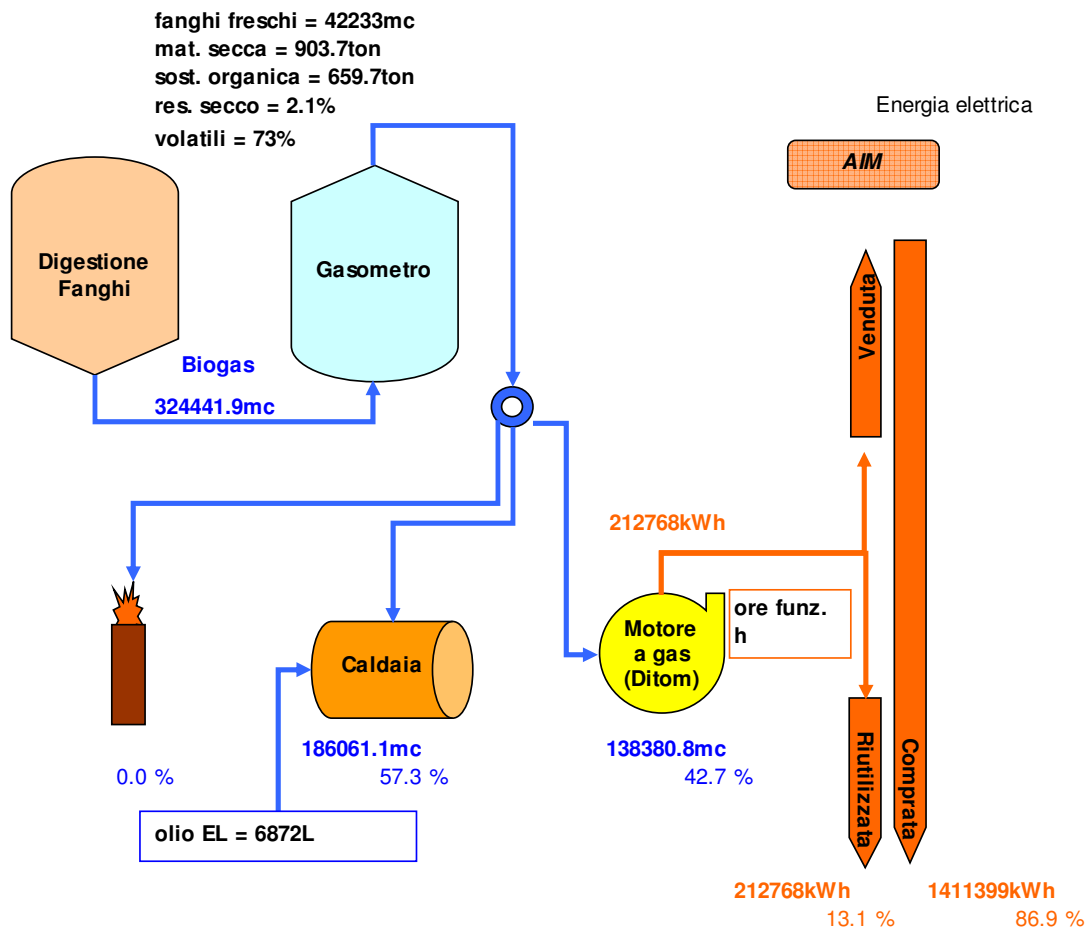 fanghi freschi = 42233mc
mat. secca = 903.7ton
sost. organica = 659.7ton
res. secco = 2.1%
volatili = 73%
Energia elettrica
AIM
Digestione
Fanghi
Gasometro
Venduta
Biogas
324441.9mc
212768kWh
ore funz.
h
Motore
a gas
(Ditom)
Caldaia
186061.1mc
138380.8mc
Riutilizzata
Comprata
0.0 %
57.3 %
42.7 %
olio EL = 6872L
212768kWh
1411399kWh
13.1 %
86.9 %